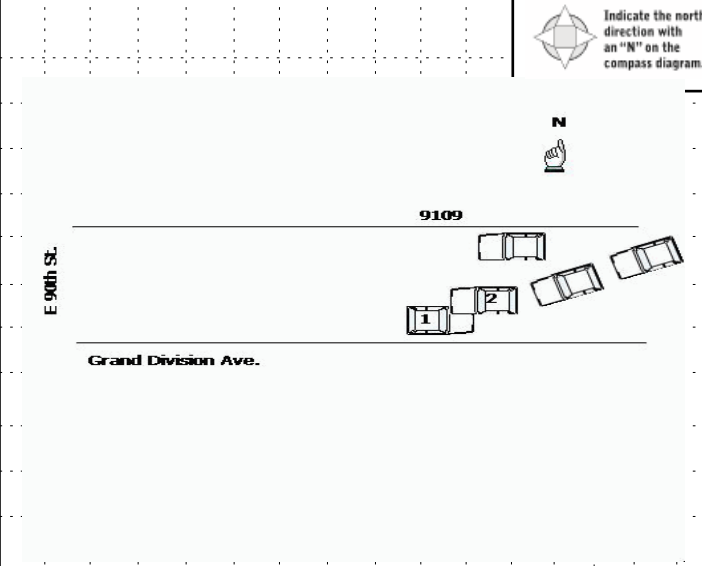 Indicate the north
direction with
an "N" on the
compass diagram.
N
9109
E 90th St.
2
1
Grand Division Ave.